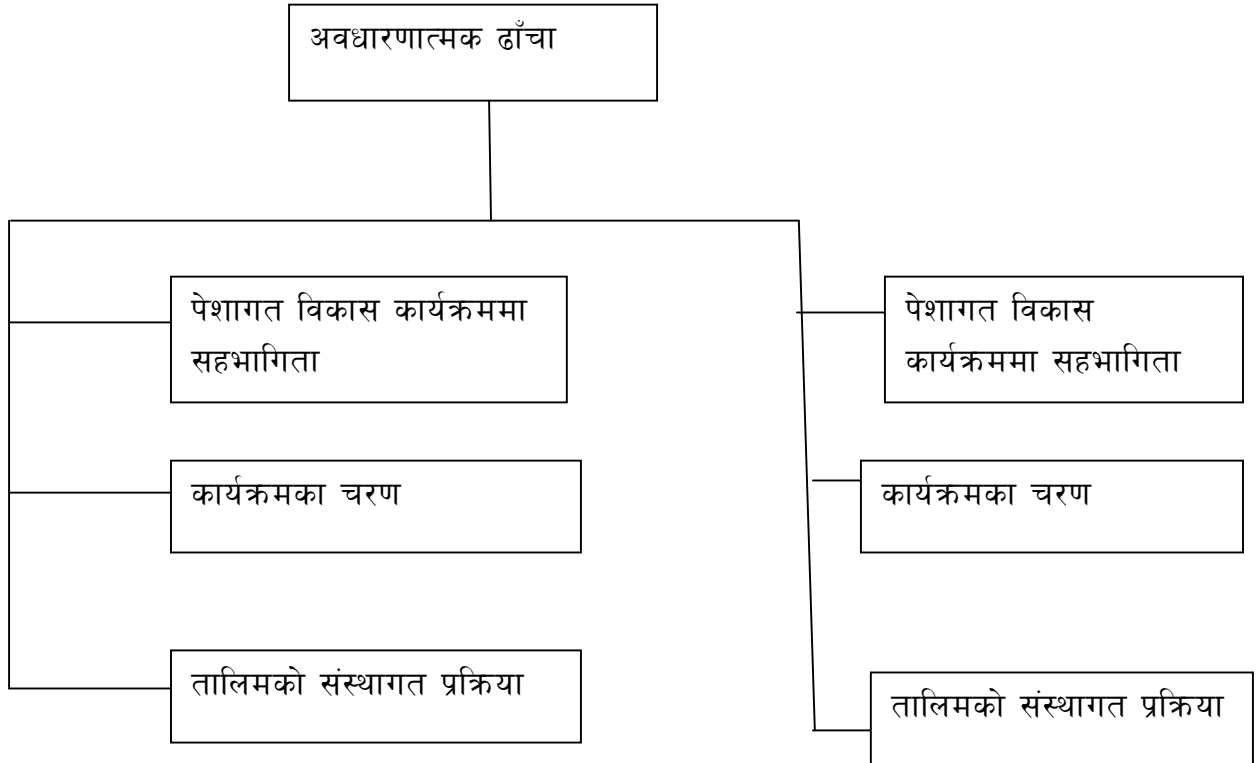 अवधारणात्मक ढाँचा
पेशागत विकास कार्यक्रममा
सहभागिता
पेशागत विकास
कार्यक्रममा सहभागिता
कार्यक्रमका चरण
कार्यक्रमका चरण
तालिमको संस्थागत प्रक्रिया
तालिमको संस्थागत प्रक्रिया